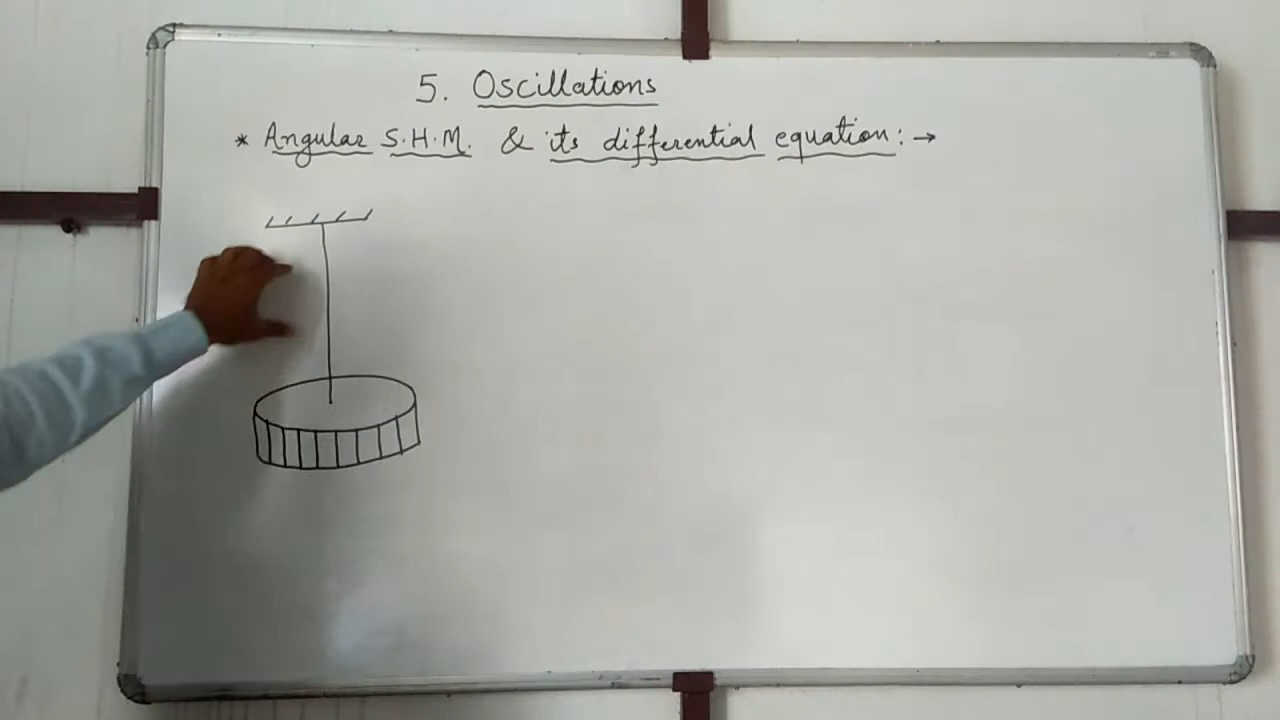 5. Oscillations
* Angular S.H.M. & its differential equation : →